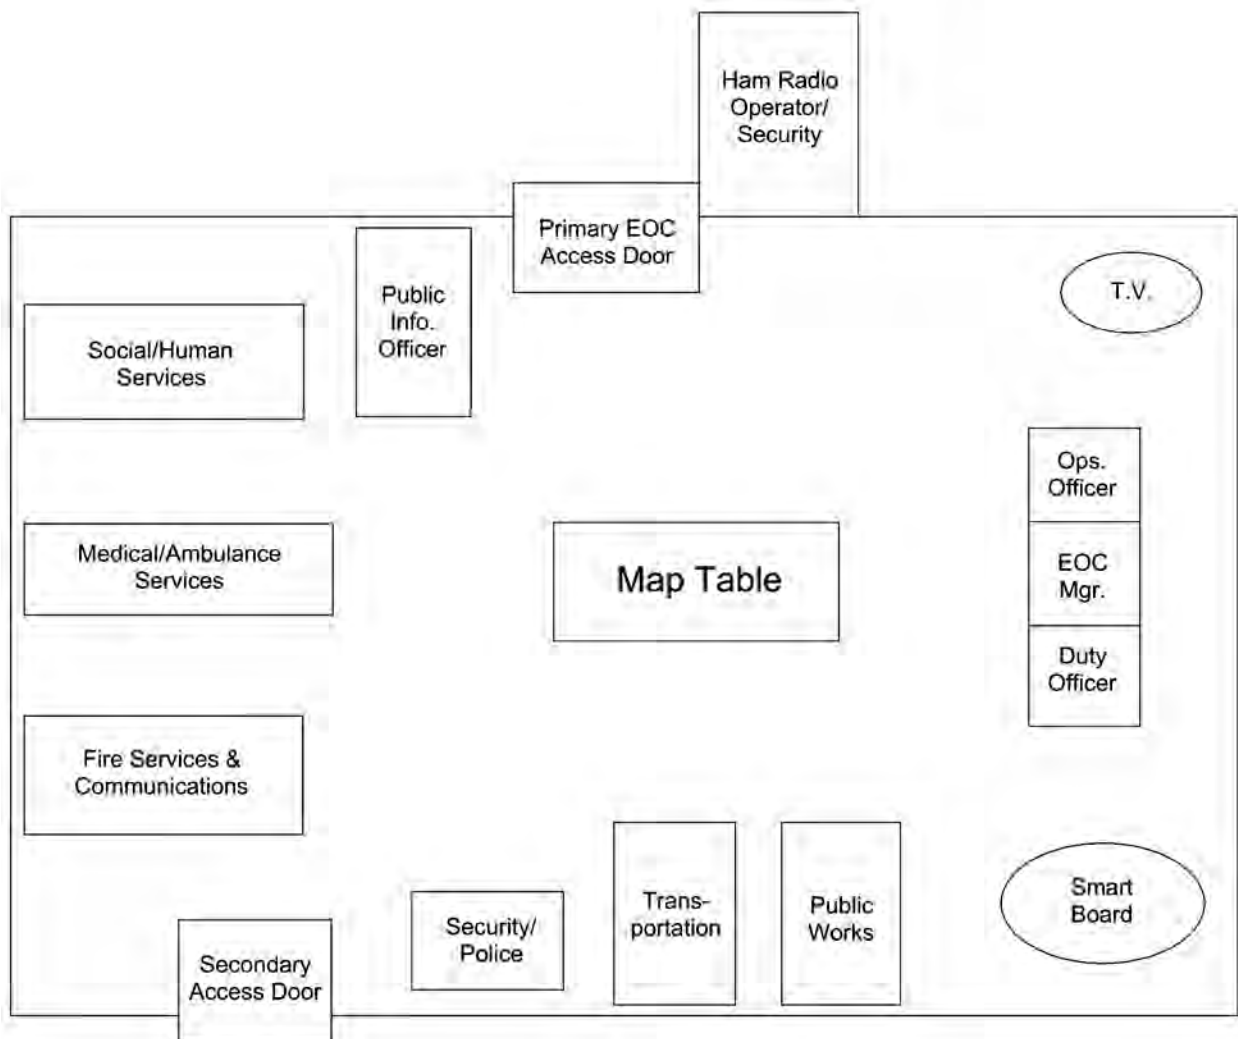 Ham Radio
Operator/
Security
Primary EOC
Access Door
Public
Info.
Officer
T.V.
Social/Human
Services
Ops.
Officer
Medical/Ambulance
Services
Map Table
EOC
Mgr.
Duty
Officer
Fire Services &
Communications
Security/
Police
Trans-
portation
Public
Works
Smart
Board
Secondary
Access Door